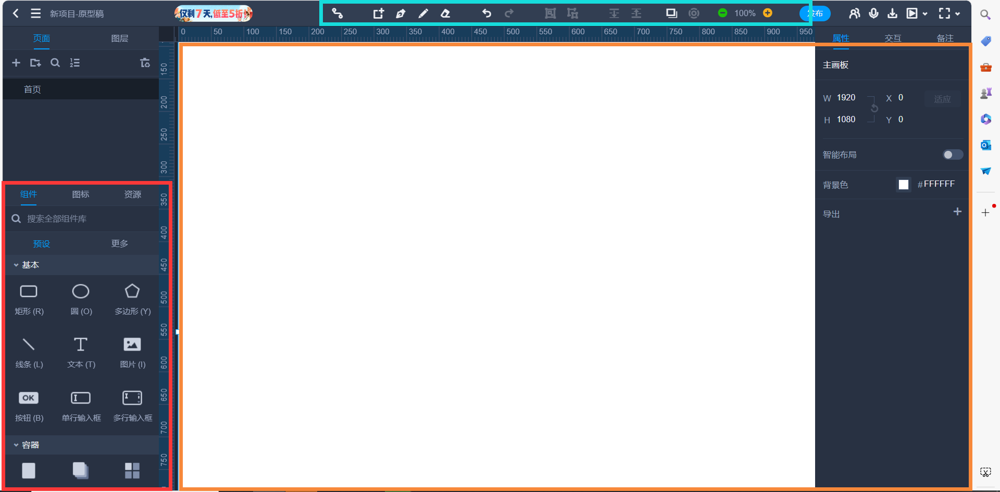 新项目-原型稿
仅剩7天,低至5折!
100%
发布
页面 图层
0 50 100 150 200 250 300 350 400 450 500 550 600 650 700 750 800 850 900 950
属性 交互 备注
首页
主画板
W 1920 X 0 适应
H 1080 Y 0
智能布局
背景色 #FFFFFF
导出
150
200
250
300
350
400
450
500
550
600
650
700
750
组件 图标 资源
搜索全部组件库
预设 更多
基本
矩形 (R) 圆 (O) 多边形 (Y)
线条 (L) 文本 (T) 图片 (I)
OK
按钮 (B) 单行输入框 多行输入框
容器